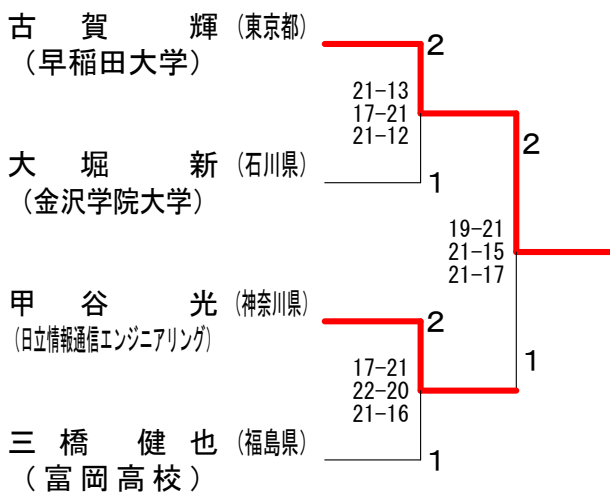 古賀 輝 (東京都)
(早稲田大学)
2
21-13
17-21
21-12
大堀 新 (石川県)
(金沢学院大学)
1
2
19-21
21-15
21-17
1
甲谷 光 (神奈川県)
(日立情報通信エンジニアリング)
2
17-21
22-20
21-16
三橋 健也 (福島県)
(富岡高校)
1